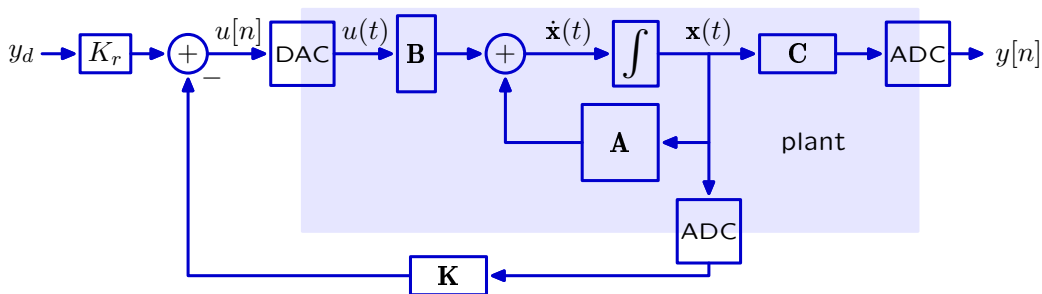 y_d K_r + − u[n] DAC u(t) B + ẋ(t) ∫ x(t) C ADC y[n]
A plant
ADC
K